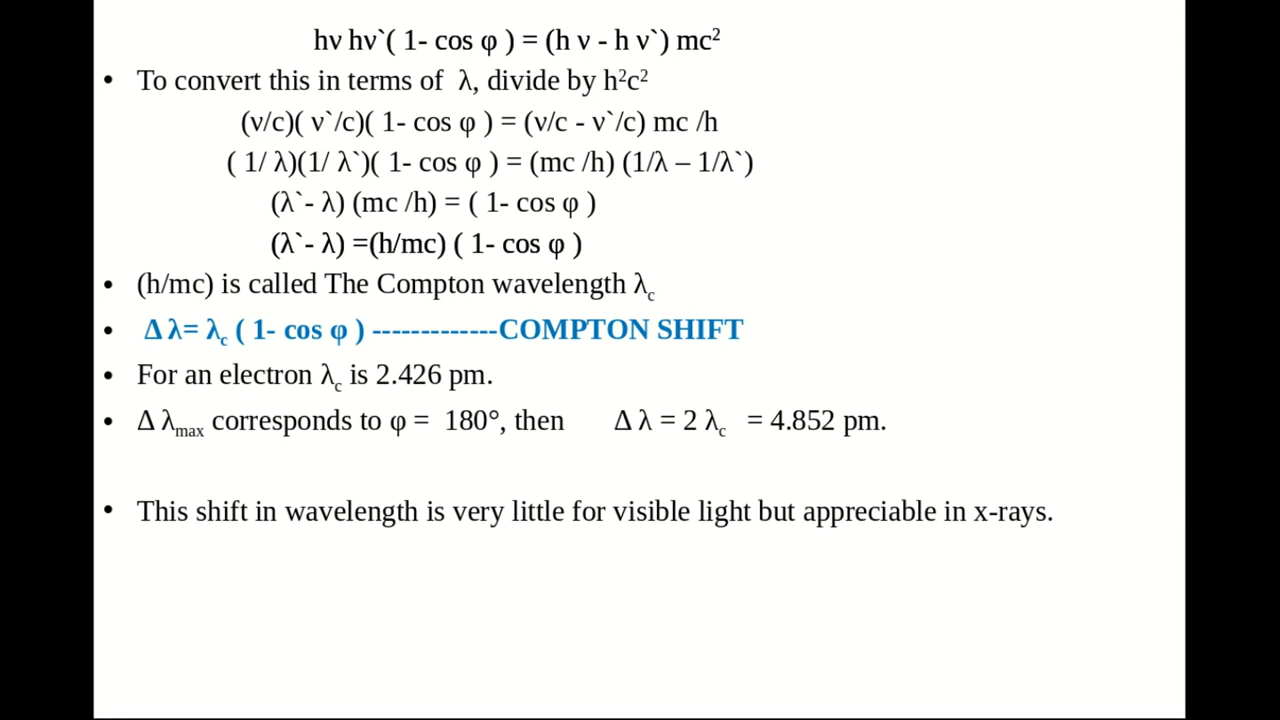 hν hν`( 1- cos φ ) = (h ν - h ν`) mc²
• To convert this in terms of λ, divide by h²c²
(ν/c)( ν`/c)( 1- cos φ ) = (ν/c - ν`/c) mc /h
( 1/ λ)(1/ λ`)( 1- cos φ ) = (mc /h) (1/λ – 1/λ`)
(λ`- λ) (mc /h) = ( 1- cos φ )
(λ`- λ) =(h/mc) ( 1- cos φ )
• (h/mc) is called The Compton wavelength λc
• Δ λ= λc ( 1- cos φ ) -------------COMPTON SHIFT
• For an electron λc is 2.426 pm.
• Δ λmax corresponds to φ = 180°, then Δ λ = 2 λc = 4.852 pm.
• This shift in wavelength is very little for visible light but appreciable in x-rays.